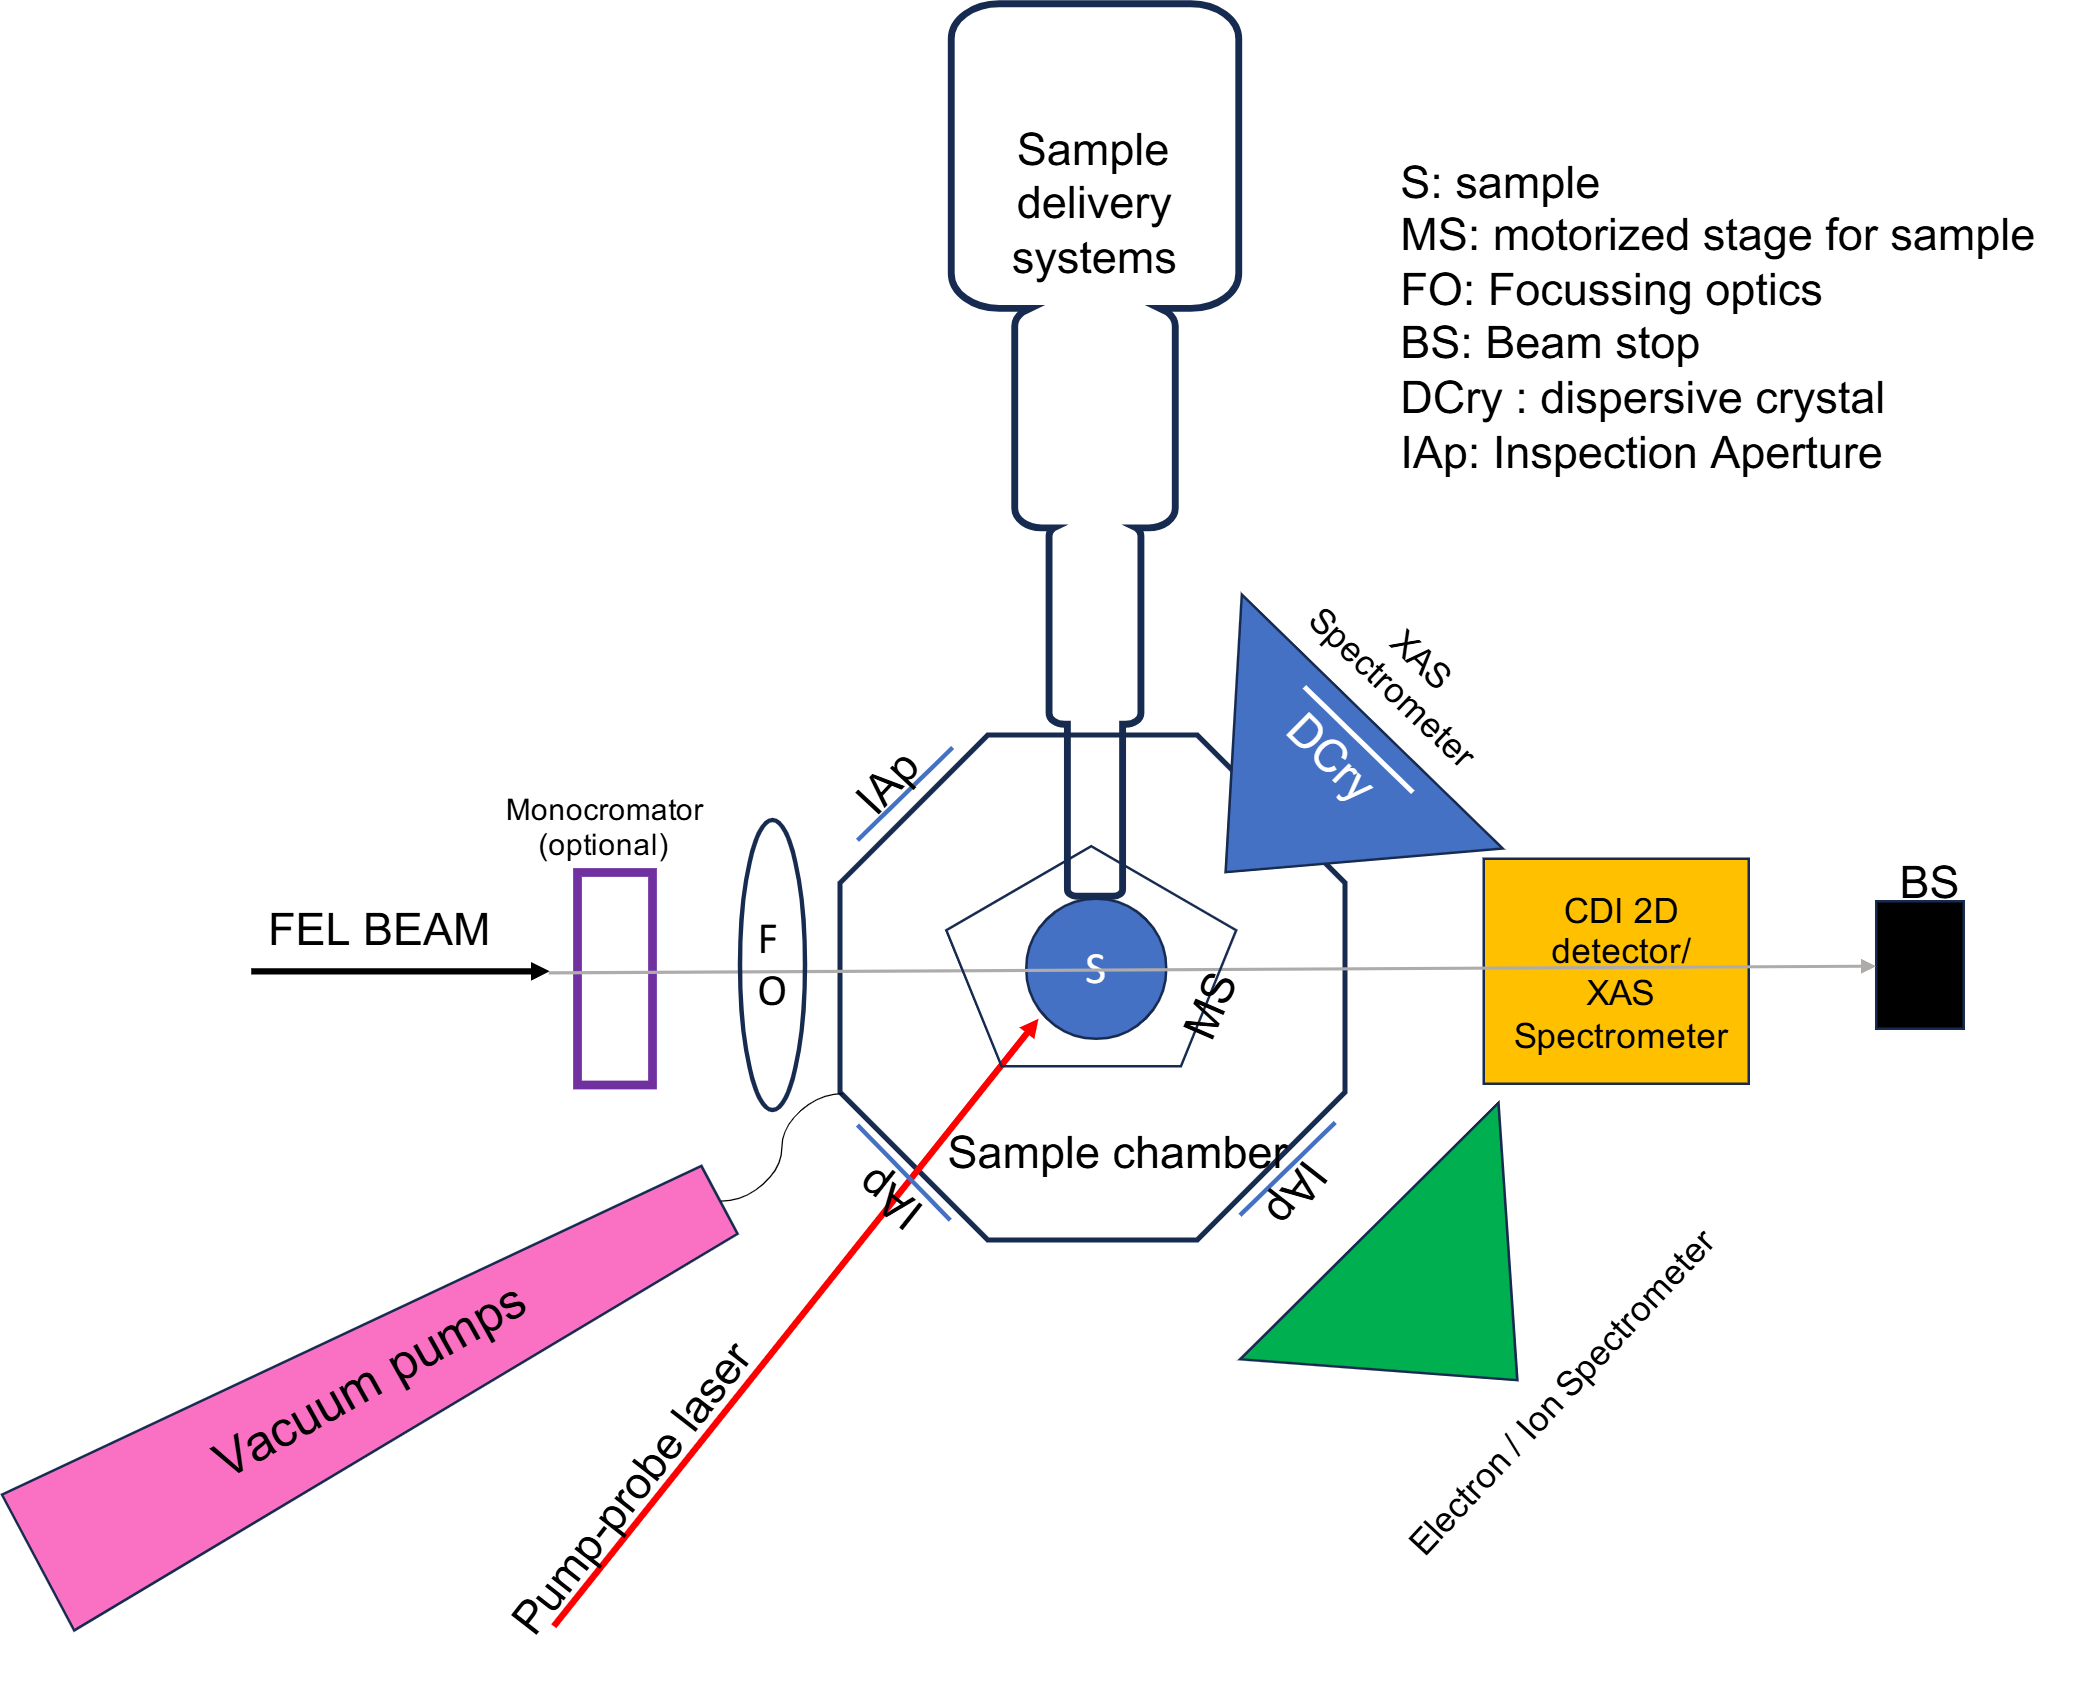 Sample
delivery
systems
S: sample
MS: motorized stage for sample
FO: Focussing optics
BS: Beam stop
DCry : dispersive crystal
IAp: Inspection Aperture
XAS
Spectrometer
DCry
IAp
Monocromator
(optional)
FEL BEAM
F
O
S
MS
CDI 2D
detector/
XAS
Spectrometer
BS
Sample chamber
IAp
IAp
Vacuum pumps
Pump-probe laser
Electron / Ion Spectrometer